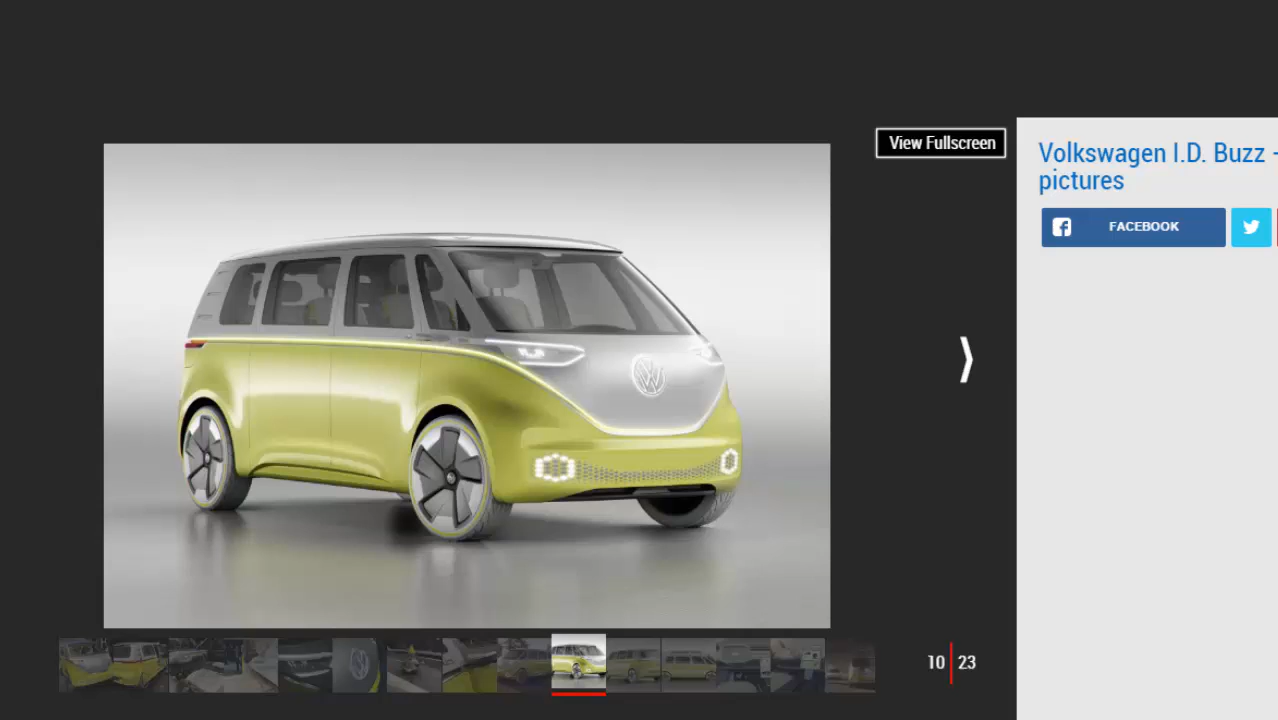 View Fullscreen
Volkswagen I.D. Buzz -
pictures
FACEBOOK
10 23